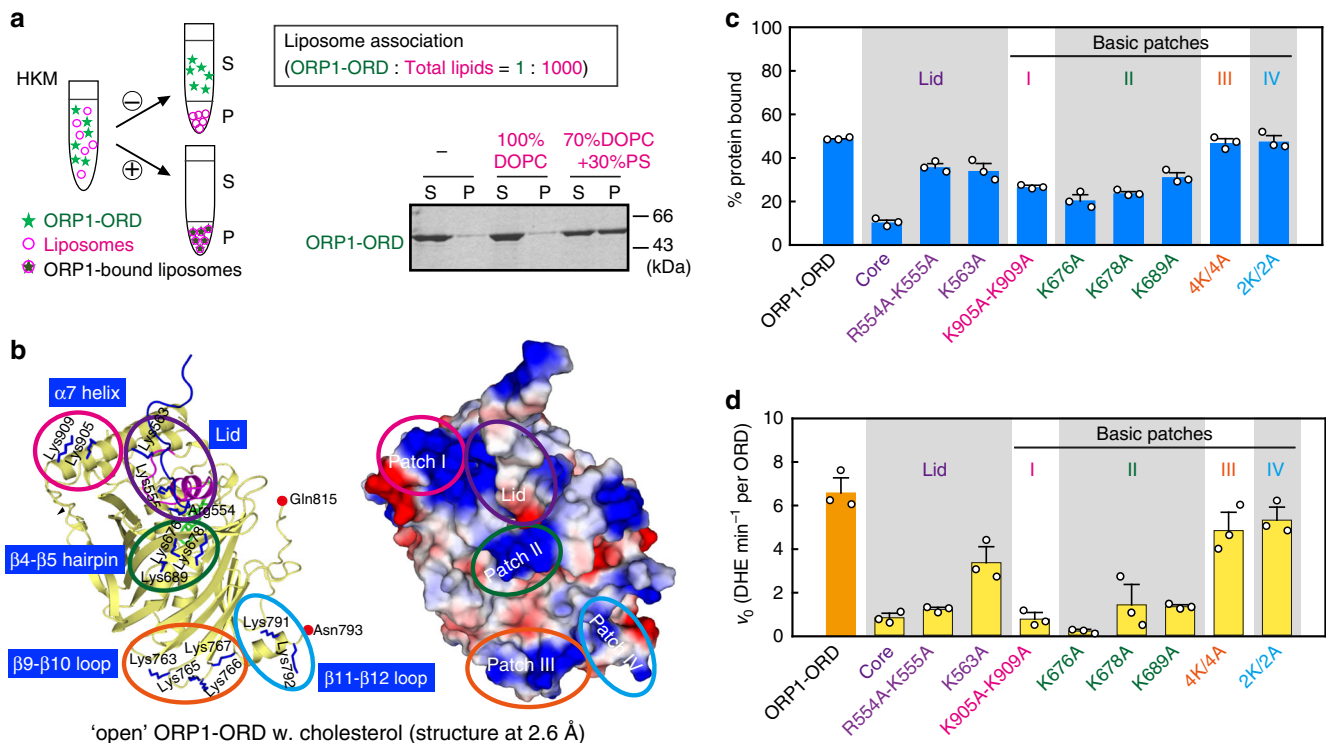 a
HKM
S
P
S
P
ORP1-ORD
Liposomes
ORP1-bound liposomes
Liposome association
(ORP1-ORD : Total lipids = 1 : 1000)
– 100% DOPC 70%DOPC +30%PS
S P S P S P
ORP1-ORD
66
43
(kDa)
b
α7 helix
Lys909
Lys905
Lys563
Lid
Lys555
Arg554
Gln815
Lys676
Lys678
β4-β5 hairpin
Lys689
Asn793
Lys791
Lys763
Lys767
Lys765
Lys766
Lys792
β9-β10 loop
β11-β12 loop
Patch I
Lid
Patch II
Patch III
Patch IV
‘open’ ORP1-ORD w. cholesterol (structure at 2.6 Å)
c
% protein bound
100
80
60
40
20
0
Basic patches
Lid I II III IV
ORP1-ORD
Core
R554A-K555A
K563A
K905A-K909A
K676A
K678A
K689A
4K/4A
2K/2A
d
v0 (DHE min−1 per ORD)
10
8
6
4
2
0
Basic patches
Lid I II III IV
ORP1-ORD
Core
R554A-K555A
K563A
K905A-K909A
K676A
K678A
K689A
4K/4A
2K/2A